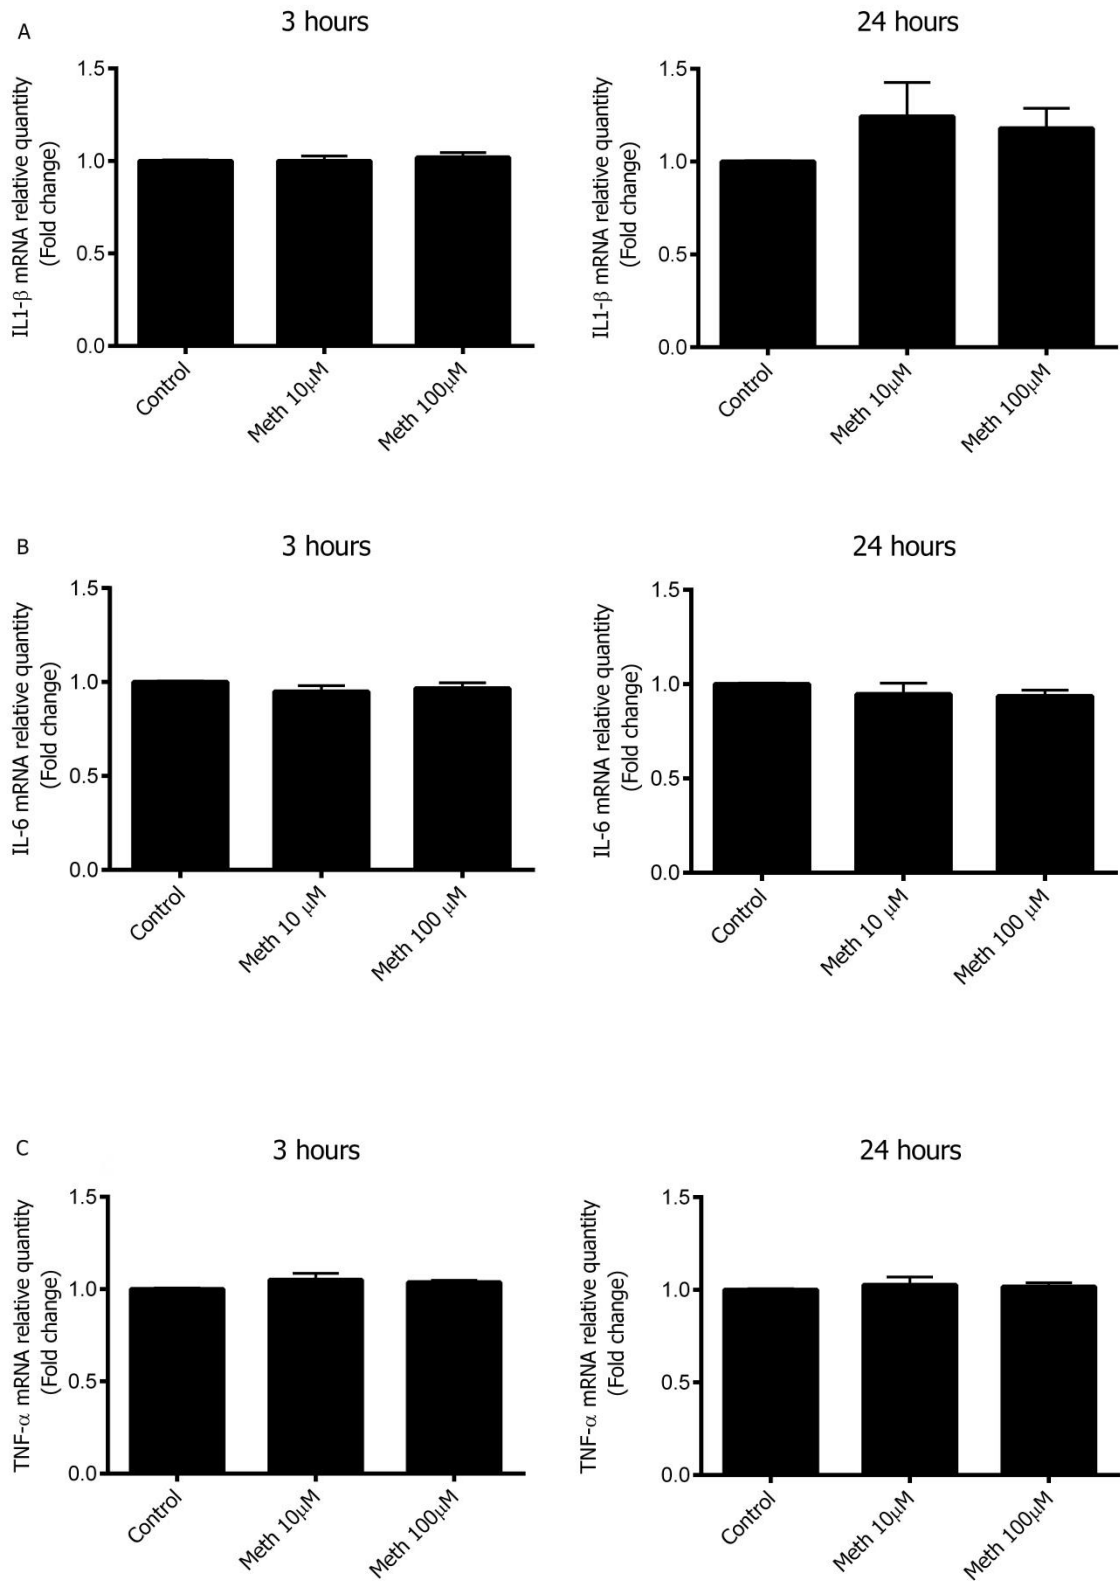 A
3 hours
24 hours
IL1-β mRNA relative quantity
(Fold change)
1.5
1.0
0.5
0.0
Control
Meth 10μM
Meth 100μM
IL1-β mRNA relative quantity
(Fold change)
1.5
1.0
0.5
0.0
Control
Meth 10μM
Meth 100μM
B
3 hours
24 hours
IL-6 mRNA relative quantity
(Fold change)
1.5
1.0
0.5
0.0
Control
Meth 10 μM
Meth 100 μM
IL-6 mRNA relative quantity
(Fold change)
1.5
1.0
0.5
0.0
Control
Meth 10 μM
Meth 100 μM
C
3 hours
24 hours
TNF-α mRNA relative quantity
(Fold change)
1.5
1.0
0.5
0.0
Control
Meth 10μM
Meth 100μM
TNF-α mRNA relative quantity
(Fold change)
1.5
1.0
0.5
0.0
Control
Meth 10μM
Meth 100μM